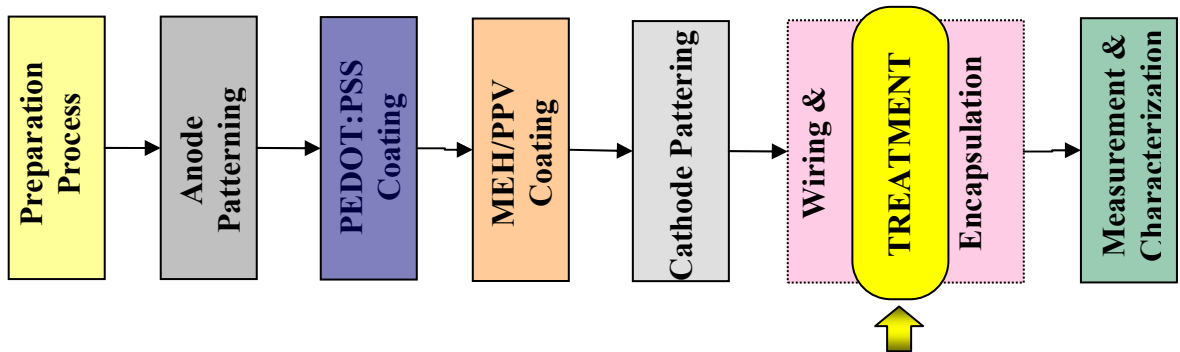 Preparation
Process
Anode
Patterning
PEDOT:PSS
Coating
MEH/PPV
Coating
Cathode Pattering
Wiring &
TREATMENT
Encapsulation
Measurement &
Characterization